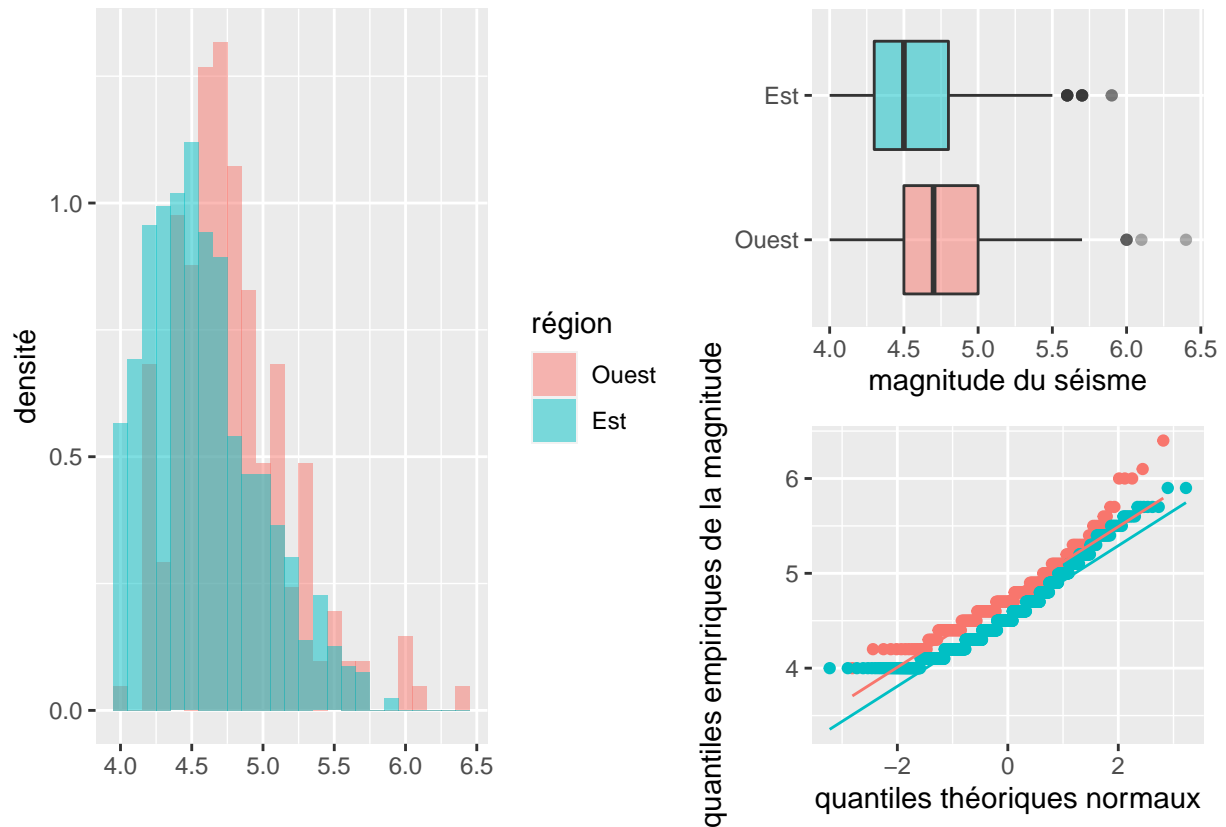 densité
1.0
0.5
0.0
4.0 4.5 5.0 5.5 6.0 6.5
région
Ouest
Est
Est
Ouest
4.0 4.5 5.0 5.5 6.0 6.5
magnitude du séisme
quantiles empiriques de la magnitude
6
5
4
−2 0 2
quantiles théoriques normaux